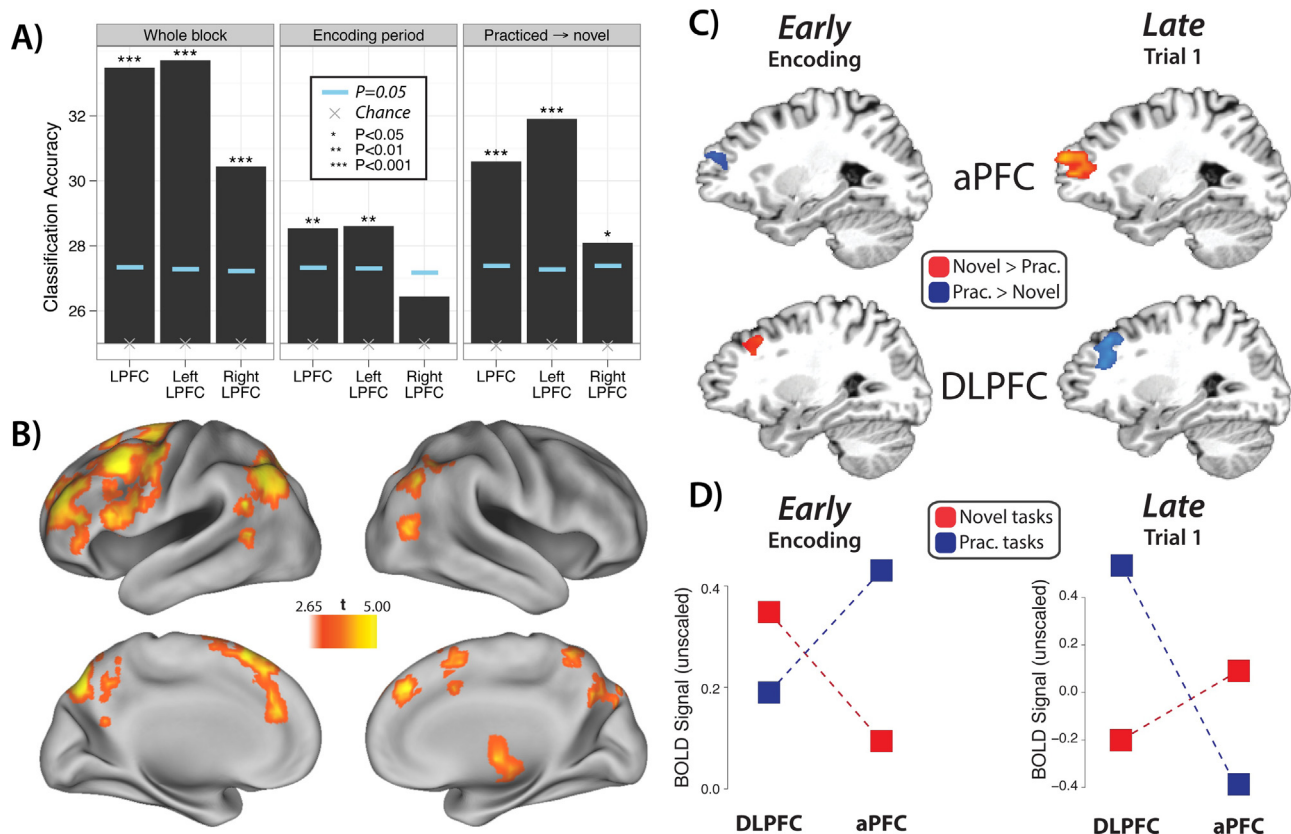 A)
Whole block
Encoding period
Practiced → novel
Classification Accuracy
32
30
28
26
***
***
***
**
**
***
***
*
P=0.05
Chance
* P<0.05
** P<0.01
*** P<0.001
LPFC
Left
LPFC
Right
LPFC
LPFC
Left
LPFC
Right
LPFC
LPFC
Left
LPFC
Right
LPFC
B)
2.65 t 5.00
C)
Early
Encoding
Late
Trial 1
aPFC
Novel > Prac.
Prac. > Novel
DLPFC
D)
Early
Encoding
Late
Trial 1
Novel tasks
Prac. tasks
BOLD Signal (unscaled)
0.4
0.2
0.0
DLPFC aPFC
BOLD Signal (unscaled)
0.4
0.2
0.0
−0.2
−0.4
DLPFC aPFC